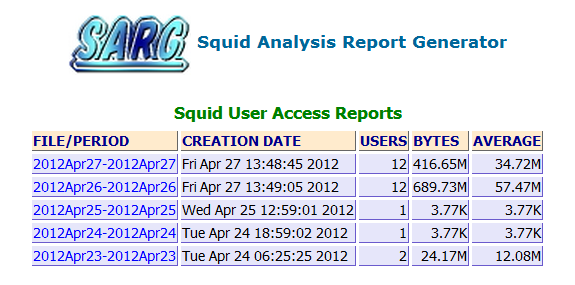 SARG Squid Analysis Report Generator
Squid User Access Reports
FILE/PERIOD CREATION DATE USERS BYTES AVERAGE
2012Apr27-2012Apr27 Fri Apr 27 13:48:45 2012 12 416.65M 34.72M
2012Apr26-2012Apr26 Fri Apr 27 13:49:05 2012 12 689.73M 57.47M
2012Apr25-2012Apr25 Wed Apr 25 12:59:01 2012 1 3.77K 3.77K
2012Apr24-2012Apr24 Tue Apr 24 18:59:02 2012 1 3.77K 3.77K
2012Apr23-2012Apr23 Tue Apr 24 06:25:25 2012 2 24.17M 12.08M